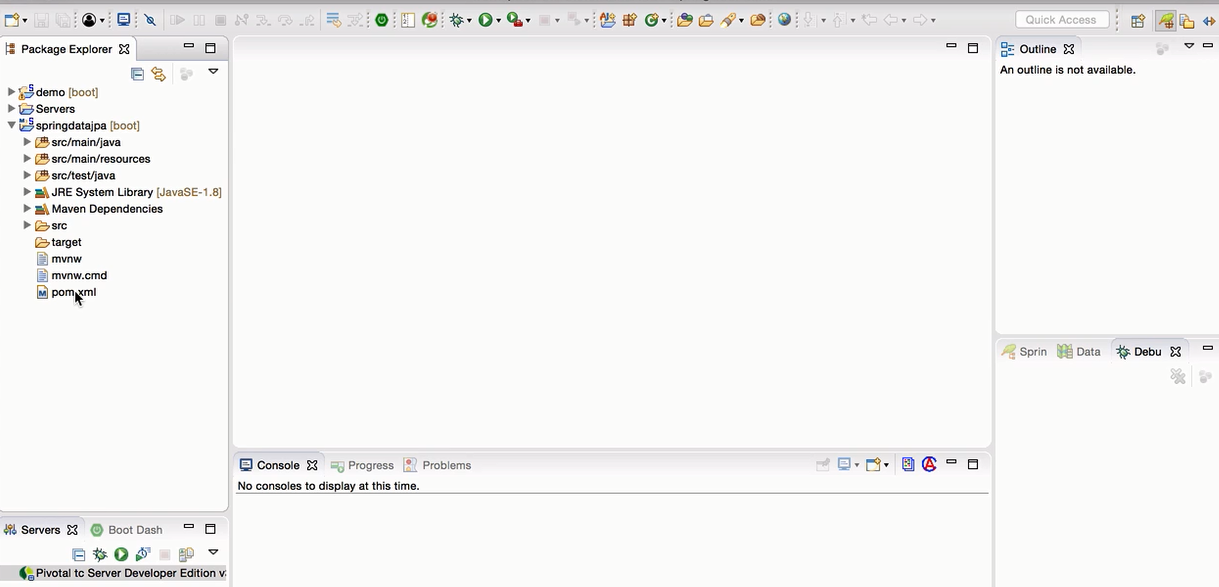 Quick Access
Package Explorer
demo [boot]
Servers
springdatajpa [boot]
src/main/java
src/main/resources
src/test/java
JRE System Library [JavaSE-1.8]
Maven Dependencies
src
target
mvnw
mvnw.cmd
pom.xml
Outline
An outline is not available.
Sprin
Data
Debu
Console
Progress
Problems
No consoles to display at this time.
Servers
Boot Dash
Pivotal tc Server Developer Edition v